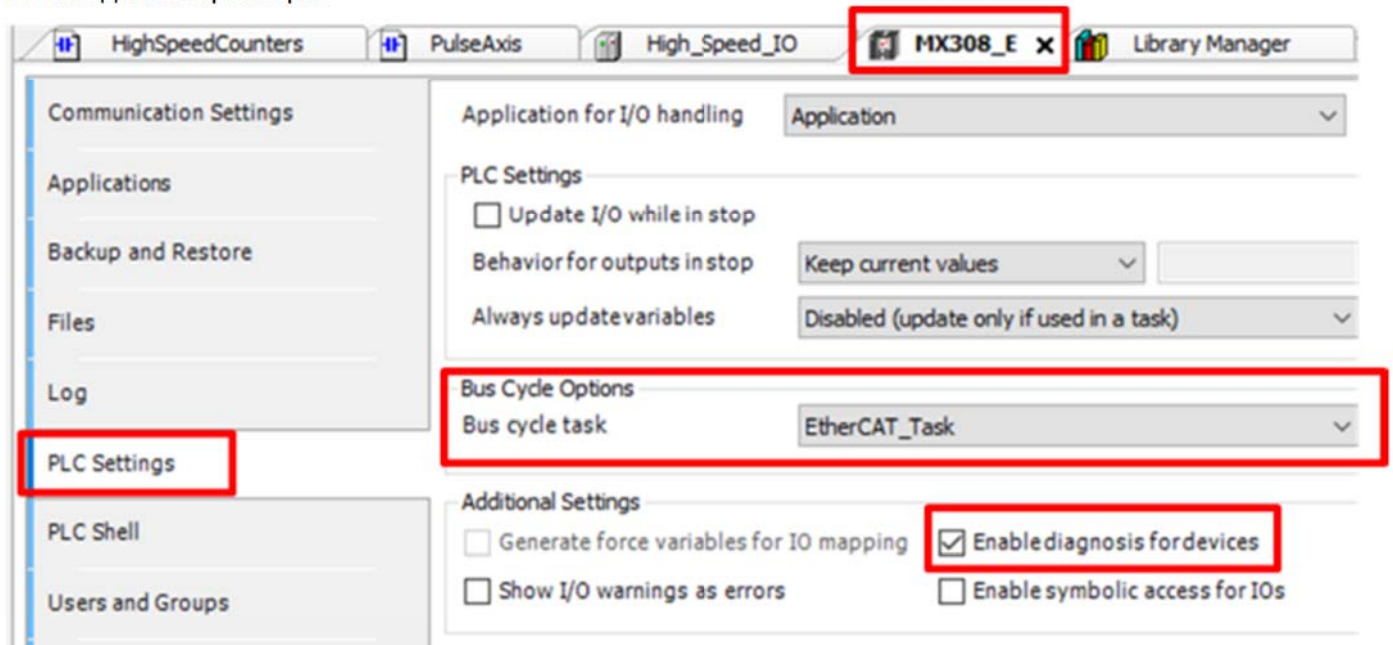 HighSpeedCounters PulseAxis High_Speed_IO MX308_E x Library Manager
Communication Settings
Applications
Backup and Restore
Files
Log
PLC Settings
PLC Shell
Users and Groups
Application for I/O handling Application
PLC Settings
Update I/O while in stop
Behavior for outputs in stop Keep current values
Always update variables Disabled (update only if used in a task)
Bus Cycle Options
Bus cycle task EtherCAT_Task
Additional Settings
Generate force variables for IO mapping Enable diagnosis for devices
Show I/O warnings as errors Enable symbolic access for IOs